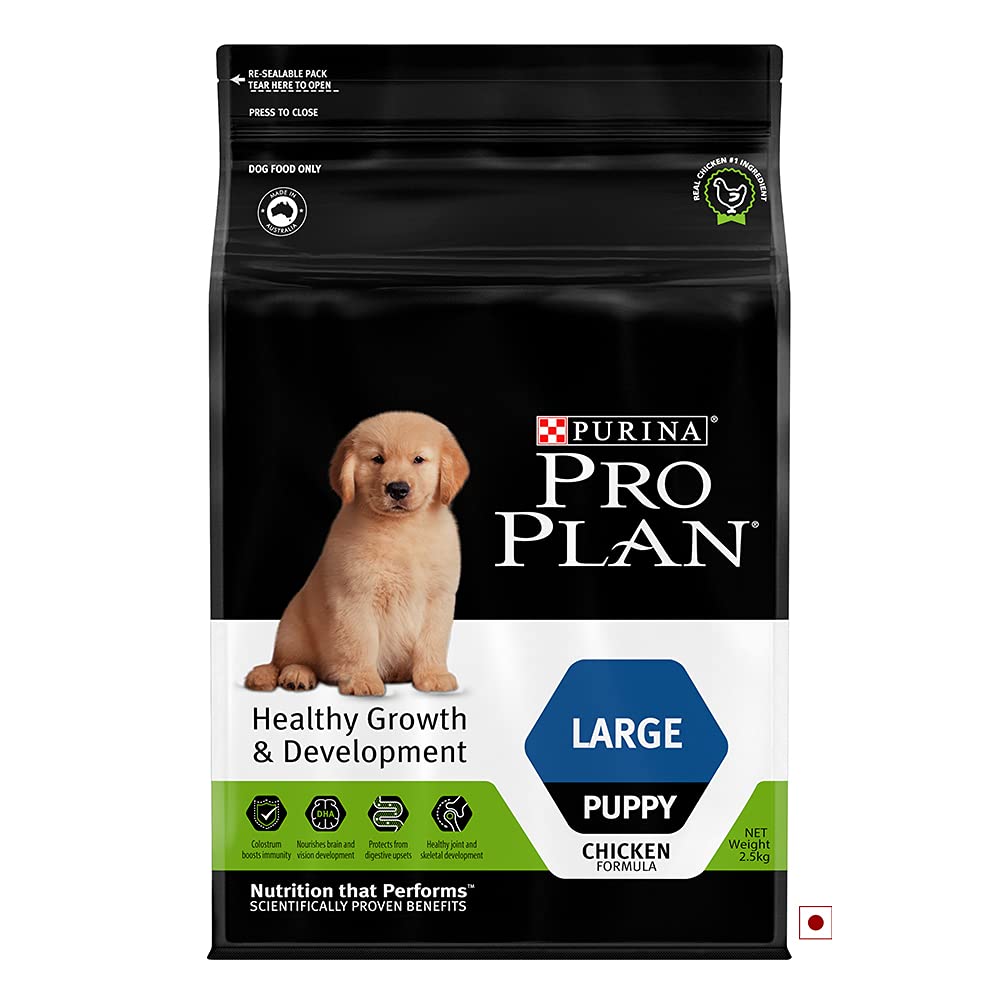 RE-SEALABLE PACK
TEAR HERE TO OPEN
PRESS TO CLOSE
DOG FOOD ONLY
MADE IN
AUSTRALIA
REAL CHICKEN #1 INGREDIENT
PURINA®
PRO
PLAN®
Healthy Growth
& Development
LARGE
PUPPY
CHICKEN
FORMULA
NET
Weight
2.5kg
Colostrum
boosts immunity
DHA
Nourishes brain and
vision development
Protects from
digestive upsets
Healthy joint and
skeletal development
Nutrition that Performs™
SCIENTIFICALLY PROVEN BENEFITS